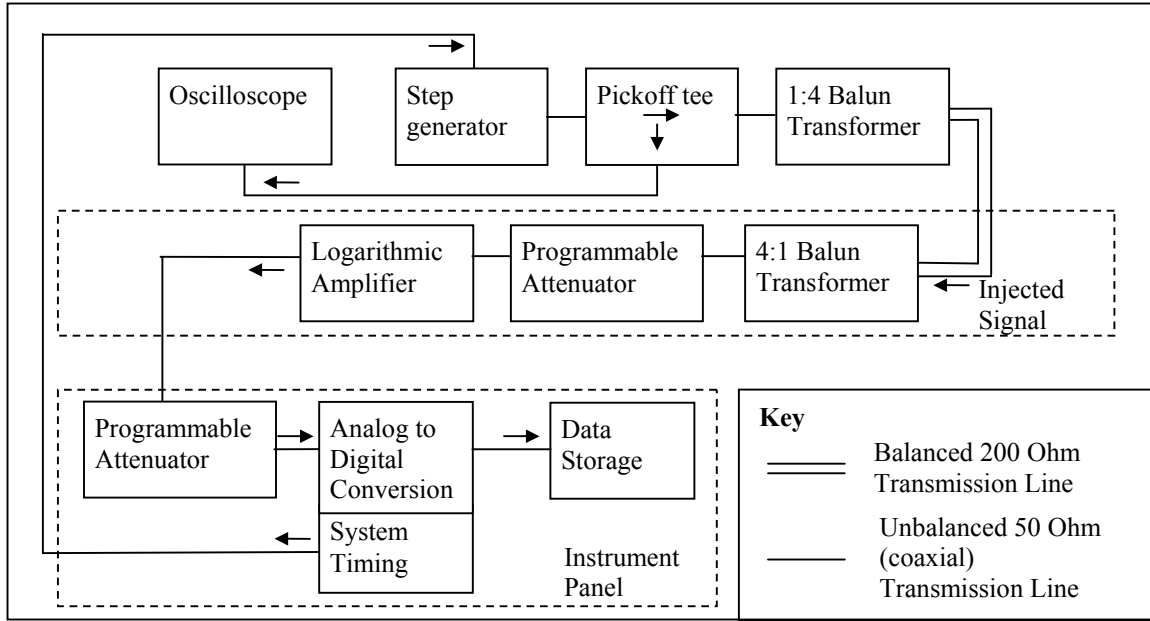 Oscilloscope
Step
generator
Pickoff tee
1:4 Balun
Transformer
Logarithmic
Amplifier
Programmable
Attenuator
4:1 Balun
Transformer
Injected
Signal
Programmable
Attenuator
Analog to
Digital
Conversion
Data
Storage
System
Timing
Instrument
Panel
Key
Balanced 200 Ohm
Transmission Line
Unbalanced 50 Ohm
(coaxial)
Transmission Line